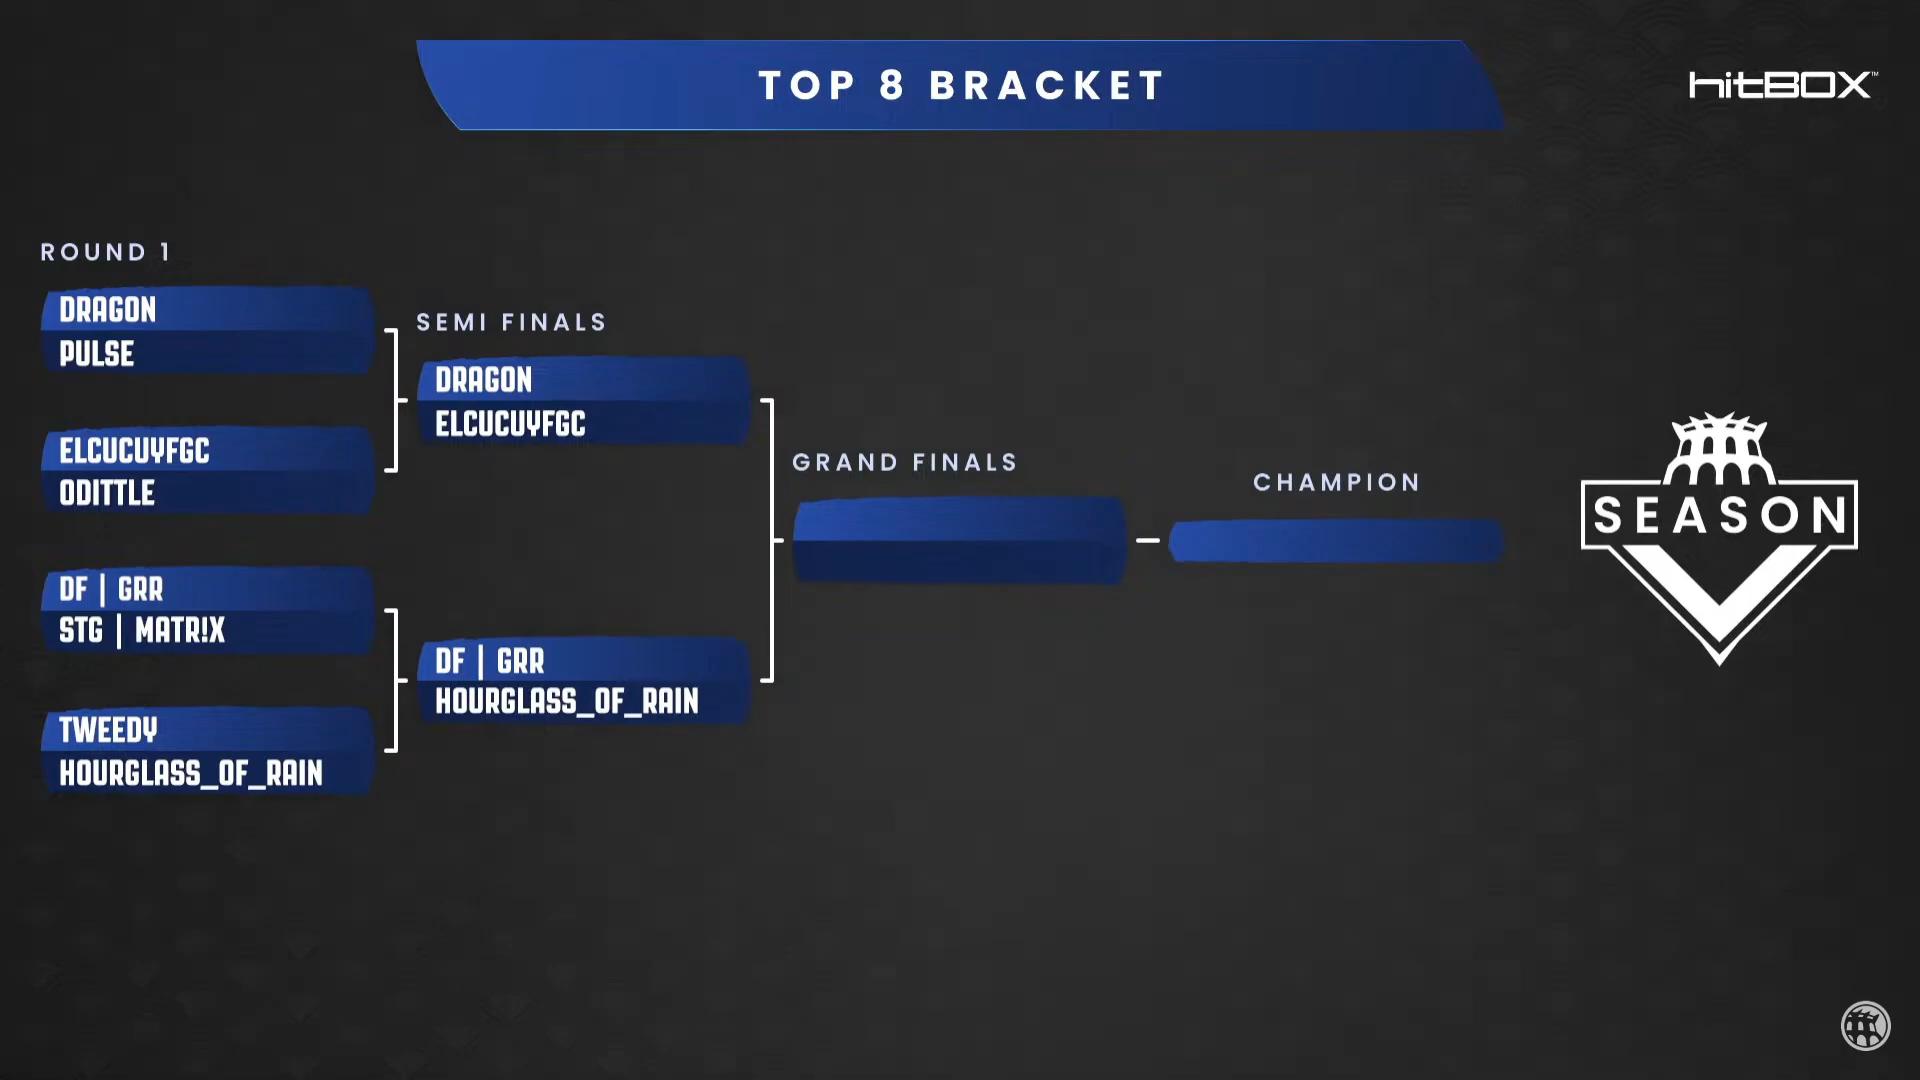 TOP 8 BRACKET
hitBOX™
ROUND 1
DRAGON
PULSE
ELCUCUYFGC
ODITTLE
DF | GRR
STG | MATR!X
TWEEDY
HOURGLASS_OF_RAIN
SEMI FINALS
DRAGON
ELCUCUYFGC
DF | GRR
HOURGLASS_OF_RAIN
GRAND FINALS
CHAMPION
SEASON
V